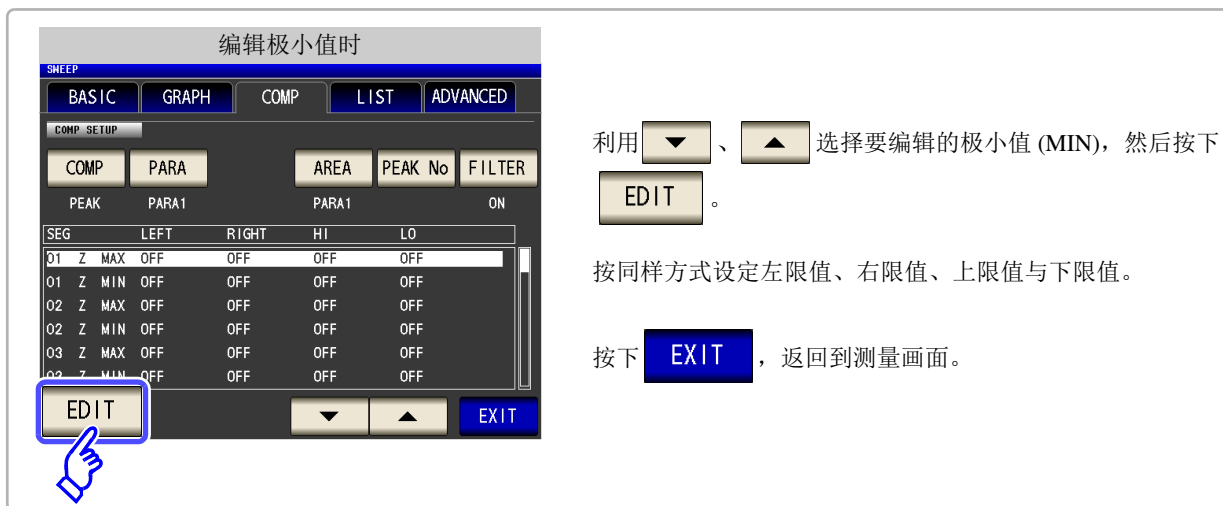 编辑极小值时
SWEEP
BASIC GRAPH COMP LIST ADVANCED
COMP SETUP
COMP PARA AREA PEAK No FILTER
PEAK PARA1 PARA1 ON
SEG LEFT RIGHT HI LO
01 Z MAX OFF OFF OFF OFF
01 Z MIN OFF OFF OFF OFF
02 Z MAX OFF OFF OFF OFF
02 Z MIN OFF OFF OFF OFF
03 Z MAX OFF OFF OFF OFF
03 Z MIN OFF OFF OFF OFF
EDIT ▼ ▲ EXIT
利用 ▼ 、 ▲ 选择要编辑的极小值 (MIN)，然后按下
EDIT 。
按同样方式设定左限值、右限值、上限值与下限值。
按下 EXIT ，返回到测量画面。